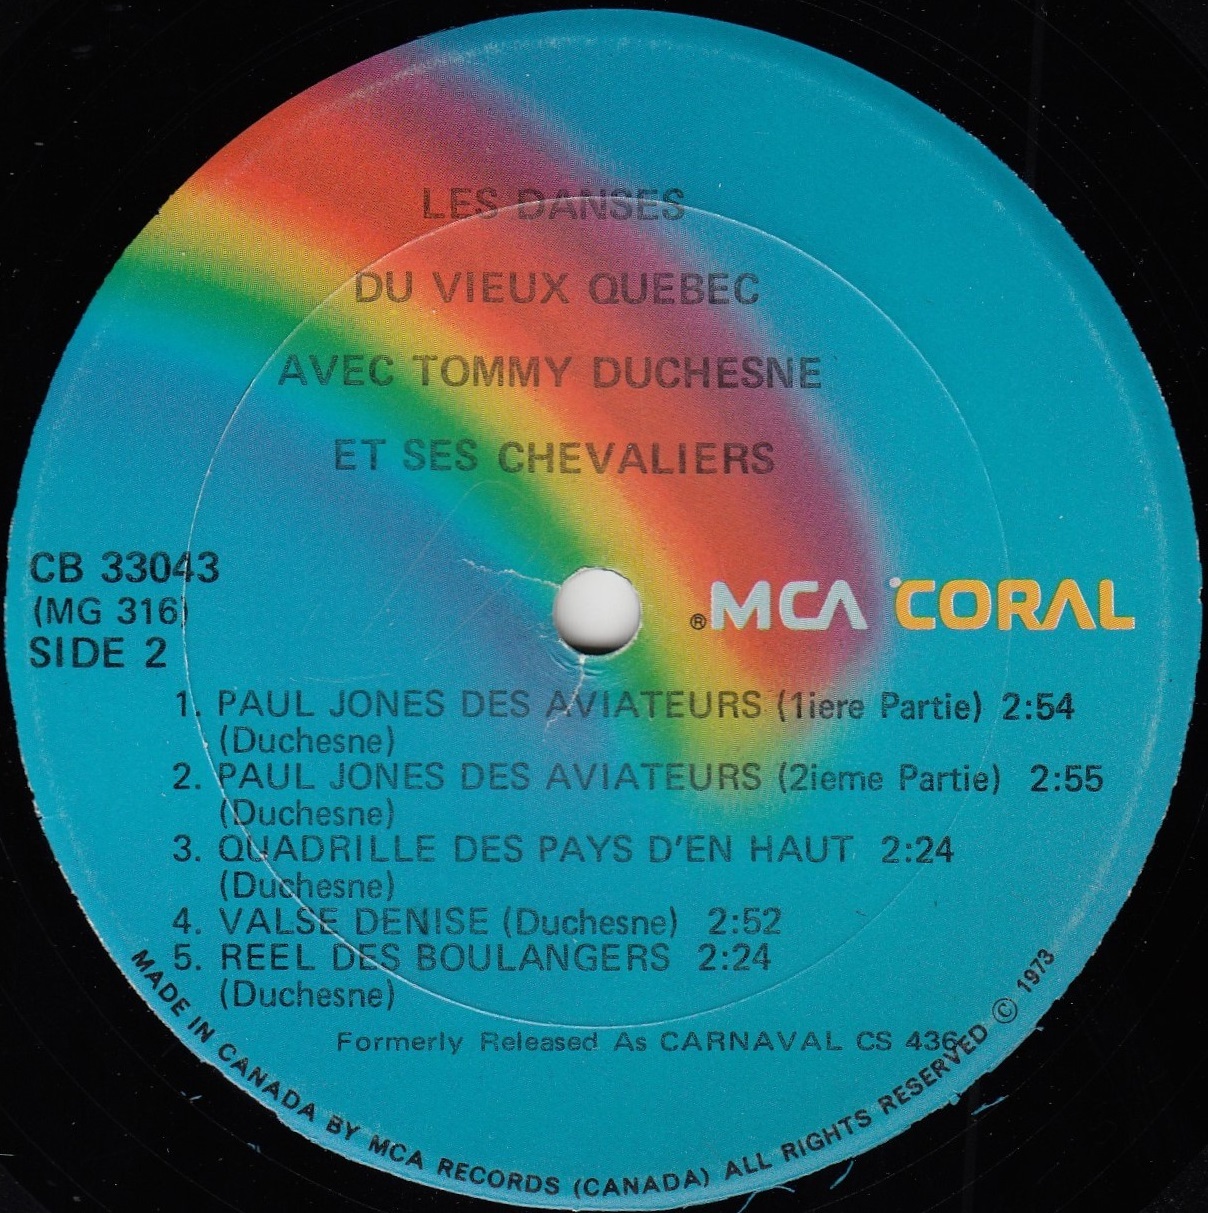 LES DANSES
DU VIEUX QUEBEC
AVEC TOMMY DUCHESNE
ET SES CHEVALIERS
CB 33043
(MG 316)
SIDE 2
®MCA CORAL
1. PAUL JONES DES AVIATEURS (1iere Partie) 2:54
(Duchesne)
2. PAUL JONES DES AVIATEURS (2ieme Partie) 2:55
(Duchesne)
3. QUADRILLE DES PAYS D'EN HAUT 2:24
(Duchesne)
4. VALSE DENISE (Duchesne) 2:52
5. REEL DES BOULANGERS 2:24
(Duchesne)
Formerly Released As CARNAVAL CS 436
MADE IN CANADA BY MCA RECORDS (CANADA) ALL RIGHTS RESERVED © 1973